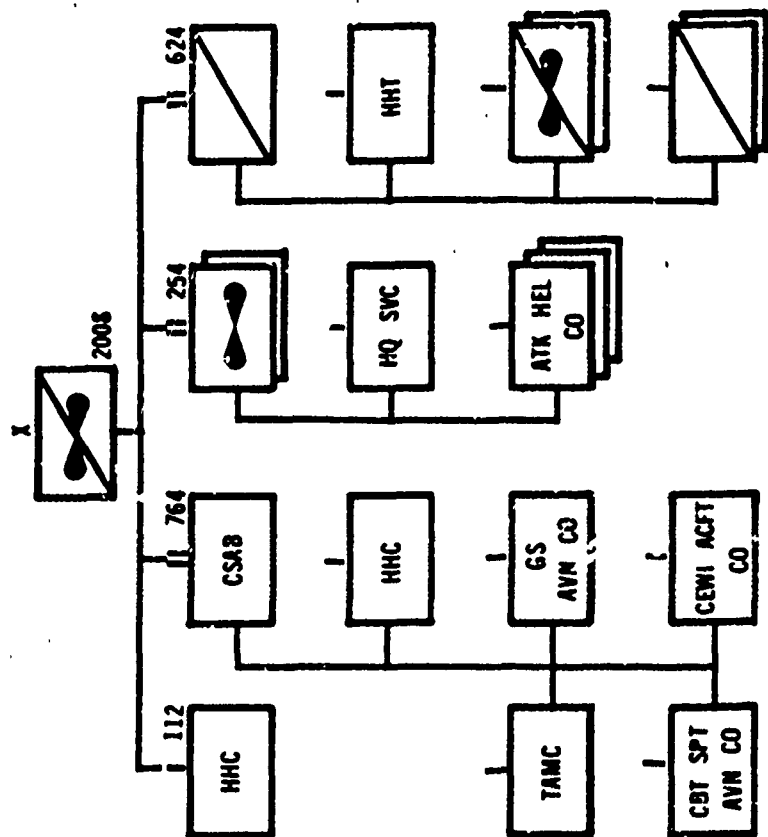 X
2008
112
764
254
624
HHC
CSAB
HHC
HQ SVC
HHT
TAMC
GS
AVN CO
ATK HEL
CO
CBT SPT
AVN CO
CEWI ACFT
CO